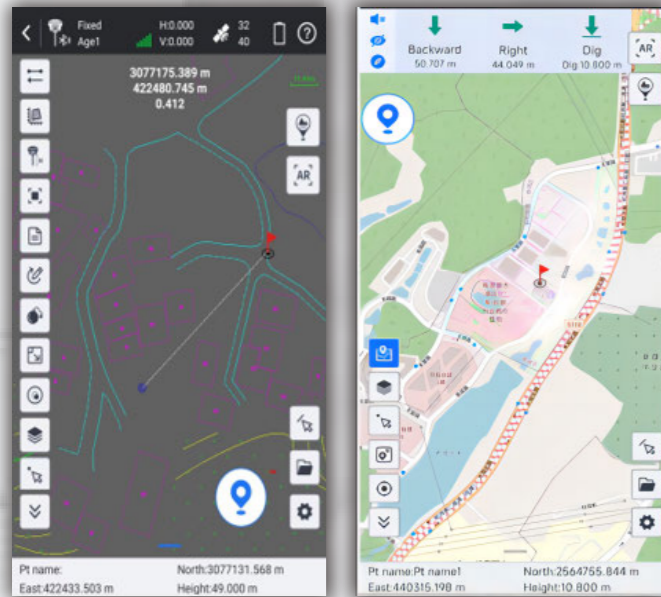 Fixed
Age1
H:0.000
V:0.000
32
40
3077175.389 m
422480.745 m
0.412
AR
Pt name:
North:3077131.568 m
East:422433.503 m
Height:49.000 m
Backward
50.707 m
Right
44.049 m
Dig
Dig 10.800 m
AR
Pt name:Pt name1
North:2564755.844 m
East:440315.198 m
Height:10.800 m